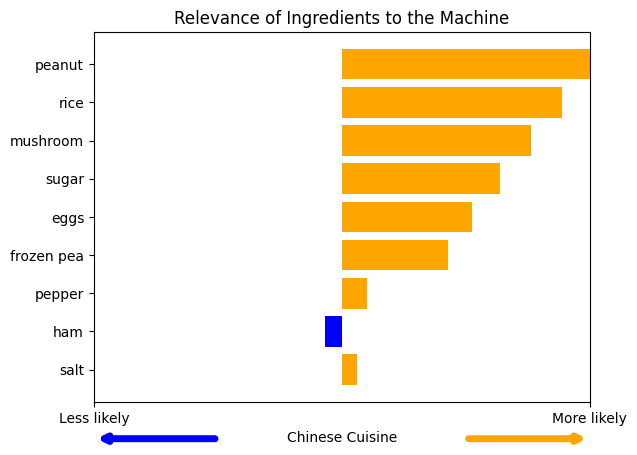 Relevance of Ingredients to the Machine
peanut
rice
mushroom
sugar
eggs
frozen pea
pepper
ham
salt
Less likely
More likely
Chinese Cuisine